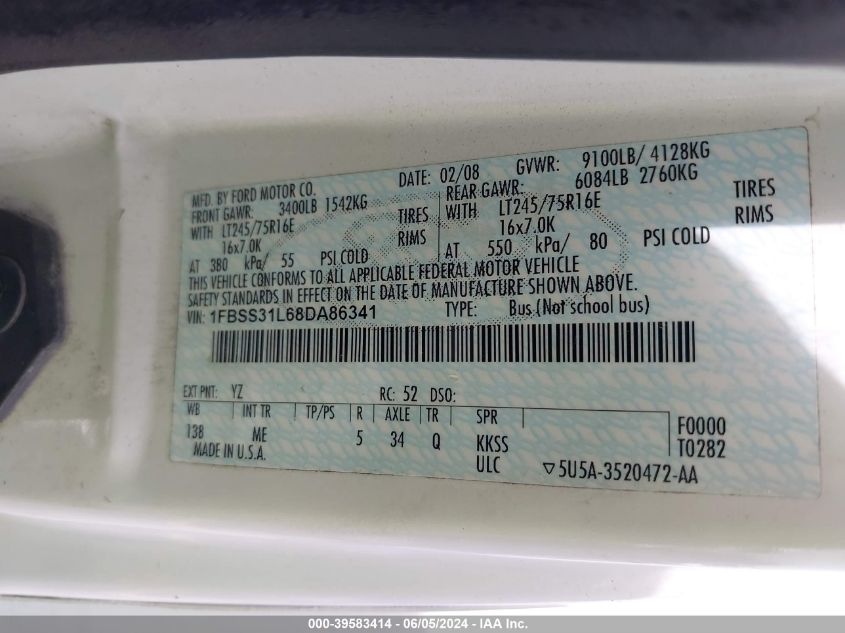 MFD. BY FORD MOTOR CO. DATE: 02/08 GVWR: 9100LB/ 4128KG
FRONT GAWR: 3400LB 1542KG REAR GAWR: 6084LB 2760KG
WITH LT245/75R16E TIRES WITH LT245/75R16E TIRES
16x7.0K RIMS 16x7.0K RIMS
AT 380 kPa/ 55 PSI COLD AT 550 kPa/ 80 PSI COLD
THIS VEHICLE CONFORMS TO ALL APPLICABLE FEDERAL MOTOR VEHICLE
SAFETY STANDARDS IN EFFECT ON THE DATE OF MANUFACTURE SHOWN ABOVE.
VIN: 1FBSS31L68DA86341 TYPE: Bus (Not school bus)
EXT PNT: YZ RC: 52 DSO:
WB INT TR TP/PS R AXLE TR SPR F0000
138 ME 5 34 Q KKSS T0282
MADE IN U.S.A. ULC ▽5U5A-3520472-AA
000-39583414 - 06/05/2024 - IAA Inc.